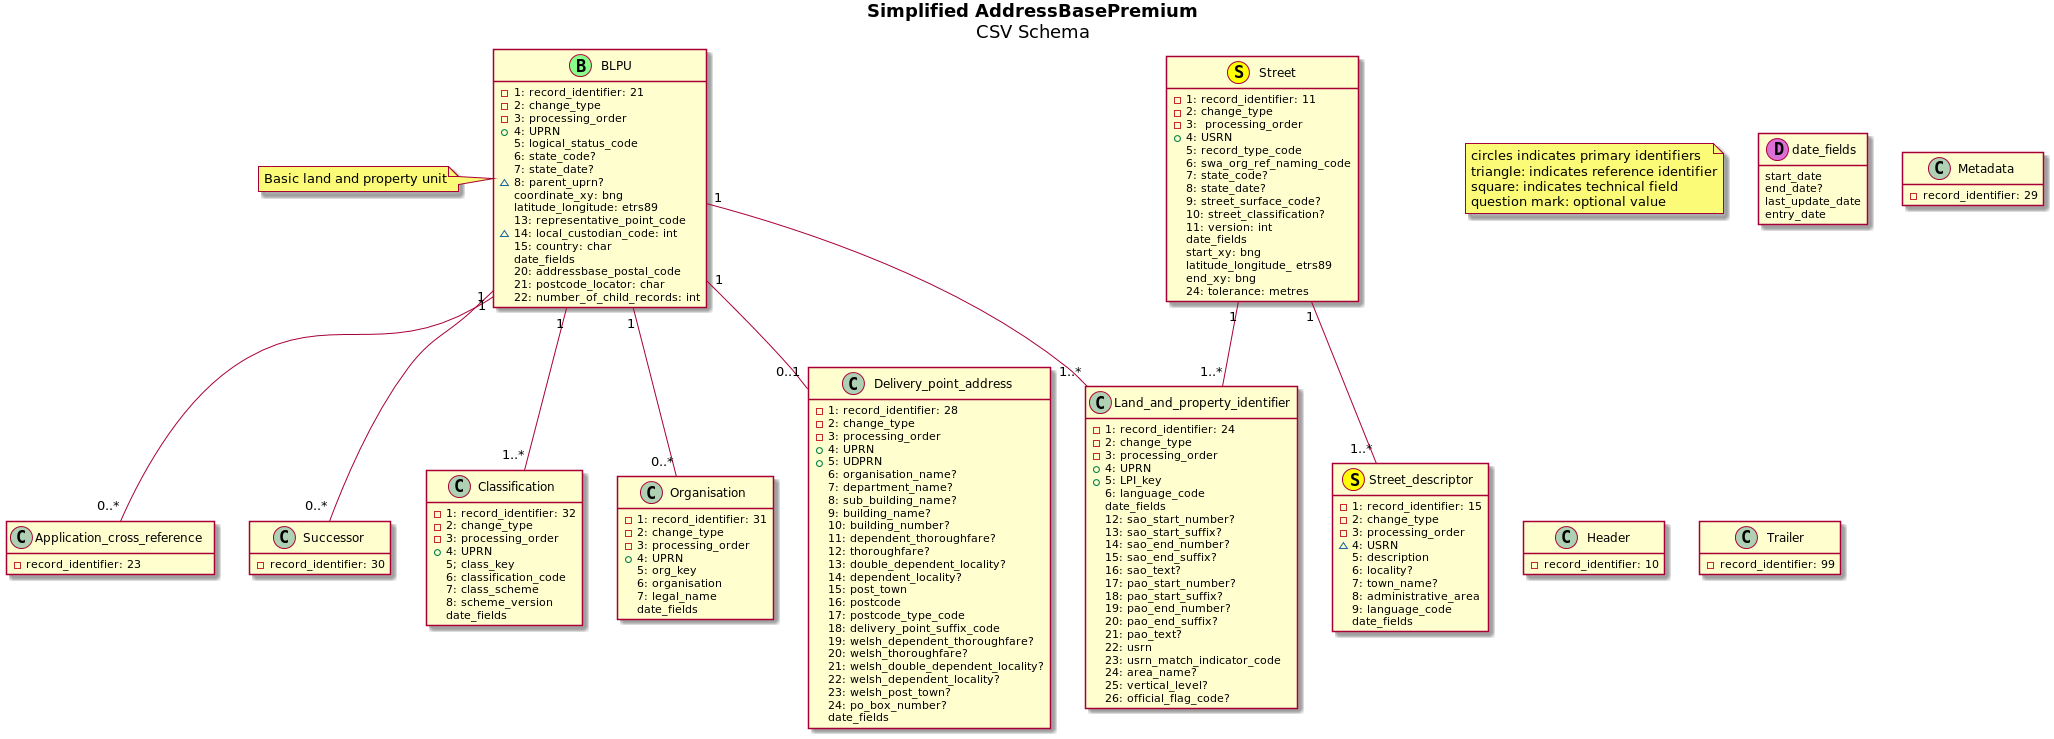 Simplified AddressBasePremium
CSV Schema
B BLPU
1: record_identifier: 21
2: change_type
3: processing_order
4: UPRN
5: logical_status_code
6: state_code?
7: state_date?
8: parent_uprn?
coordinate_xy: bng
latitude_longitude: etrs89
13: representative_point_code
14: local_custodian_code: int
15: country: char
date_fields
20: addressbase_postal_code
21: postcode_locator: char
22: number_of_child_records: int
Basic land and property unit
S Street
1: record_identifier: 11
2: change_type
3:  processing_order
4: USRN
5: record_type_code
6: swa_org_ref_naming_code
7: state_code?
8: state_date?
9: street_surface_code?
10: street_classification?
11: version: int
date_fields
start_xy: bng
latitude_longitude_ etrs89
end_xy: bng
24: tolerance: metres
circles indicates primary identifiers
triangle: indicates reference identifier
square: indicates technical field
question mark: optional value
D date_fields
start_date
end_date?
last_update_date
entry_date
C Metadata
record_identifier: 29
1
1
1
1
1
1
1
1
0..*
0..*
1..*
0..*
0..1
1..*
1..*
1..*
C Application_cross_reference
record_identifier: 23
C Successor
record_identifier: 30
C Classification
1: record_identifier: 32
2: change_type
3: processing_order
4: UPRN
5; class_key
6: classification_code
7: class_scheme
8: scheme_version
date_fields
C Organisation
1: record_identifier: 31
2: change_type
3: processing_order
4: UPRN
5: org_key
6: organisation
7: legal_name
date_fields
C Delivery_point_address
1: record_identifier: 28
2: change_type
3: processing_order
4: UPRN
5: UDPRN
6: organisation_name?
7: department_name?
8: sub_building_name?
9: building_name?
10: building_number?
11: dependent_thoroughfare?
12: thoroughfare?
13: double_dependent_locality?
14: dependent_locality?
15: post_town
16: postcode
17: postcode_type_code
18: delivery_point_suffix_code
19: welsh_dependent_thoroughfare?
20: welsh_thoroughfare?
21: welsh_double_dependent_locality?
22: welsh_dependent_locality?
23: welsh_post_town?
24: po_box_number?
date_fields
C Land_and_property_identifier
1: record_identifier: 24
2: change_type
3: processing_order
4: UPRN
5: LPI_key
6: language_code
date_fields
12: sao_start_number?
13: sao_start_suffix?
14: sao_end_number?
15: sao_end_suffix?
16: sao_text?
17: pao_start_number?
18: pao_start_suffix?
19: pao_end_number?
20: pao_end_suffix?
21: pao_text?
22: usrn
23: usrn_match_indicator_code
24: area_name?
25: vertical_level?
26: official_flag_code?
S Street_descriptor
1: record_identifier: 15
2: change_type
3: processing_order
4: USRN
5: description
6: locality?
7: town_name?
8: administrative_area
9: language_code
date_fields
C Header
record_identifier: 10
C Trailer
record_identifier: 99